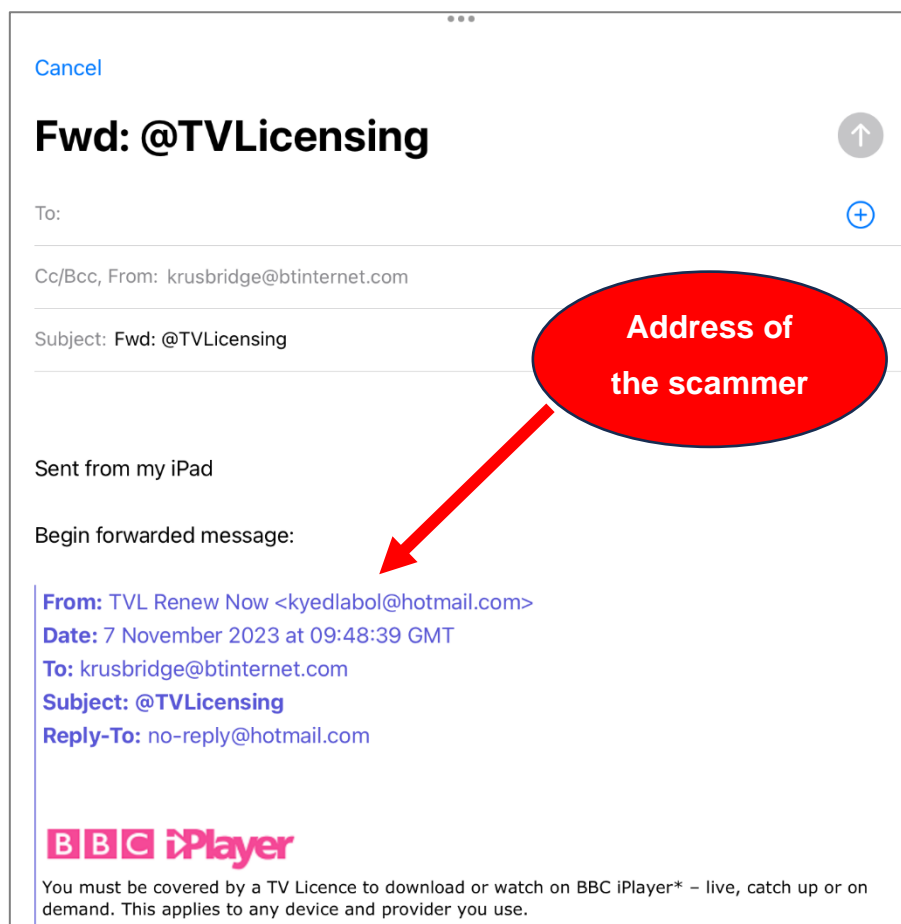 Cancel
Fwd: @TVLicensing
To:
Cc/Bcc, From: krusbridge@btinternet.com
Subject: Fwd: @TVLicensing
Address of
the scammer
Sent from my iPad
Begin forwarded message:
From: TVL Renew Now <kyedlabol@hotmail.com>
Date: 7 November 2023 at 09:48:39 GMT
To: krusbridge@btinternet.com
Subject: @TVLicensing
Reply-To: no-reply@hotmail.com
BBC iPlayer
You must be covered by a TV Licence to download or watch on BBC iPlayer* – live, catch up or on
demand. This applies to any device and provider you use.